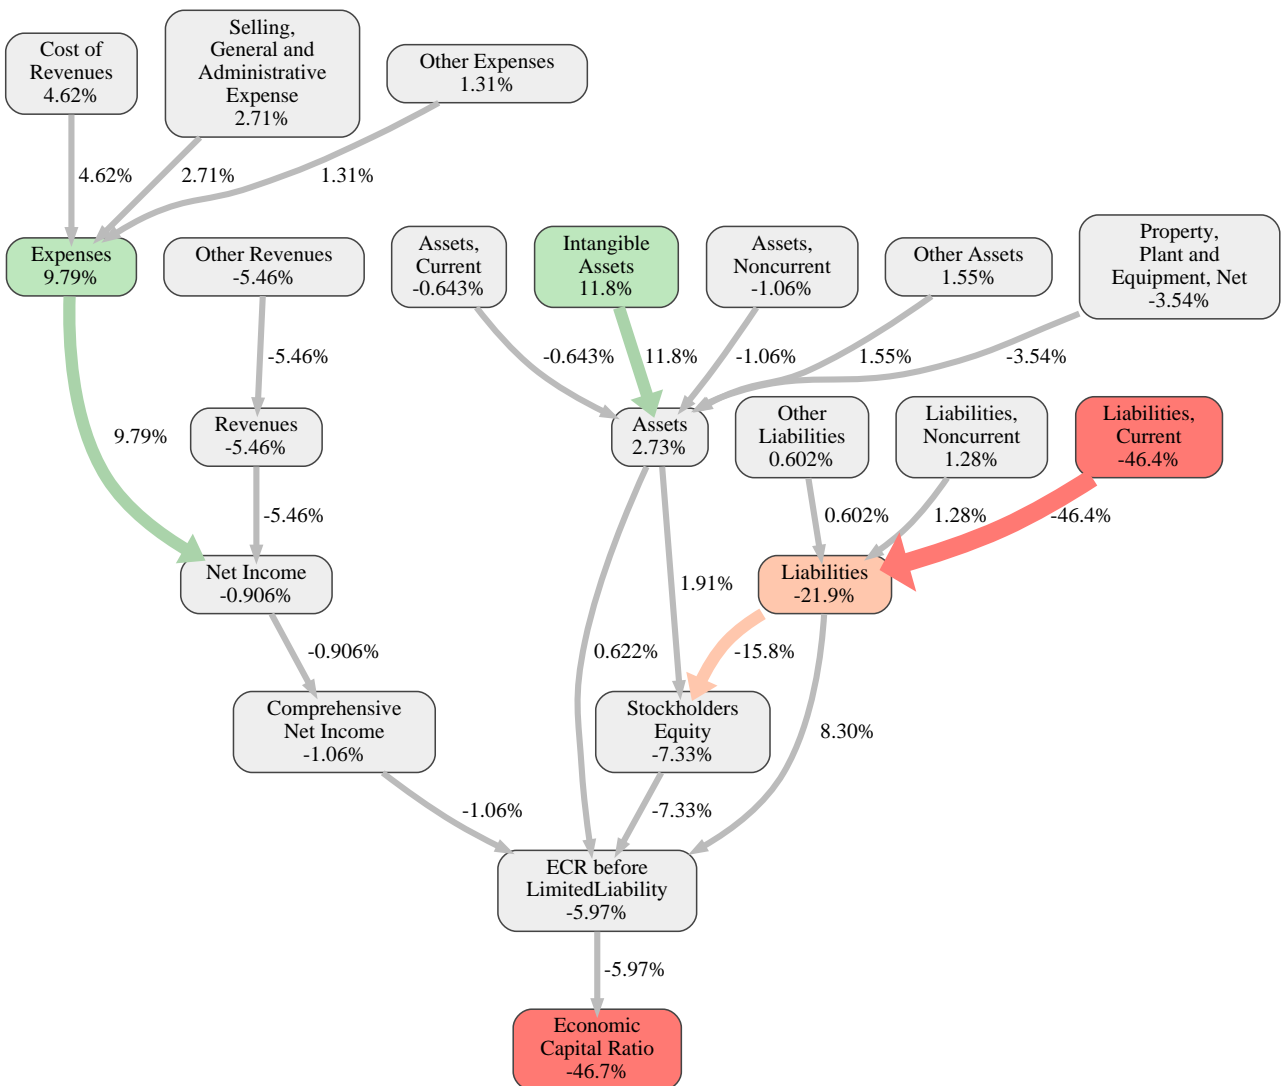 Cost of
Revenues
4.62%
Selling,
General and
Administrative
Expense
2.71%
Other Expenses
1.31%
4.62%
2.71%
1.31%
Expenses
9.79%
Other Revenues
-5.46%
Assets,
Current
-0.643%
Intangible
Assets
11.8%
Assets,
Noncurrent
-1.06%
Other Assets
1.55%
Property,
Plant and
Equipment, Net
-3.54%
-5.46%
-0.643%
11.8%
-1.06%
1.55%
-3.54%
9.79%
Revenues
-5.46%
Assets
2.73%
Other
Liabilities
0.602%
Liabilities,
Noncurrent
1.28%
Liabilities,
Current
-46.4%
-5.46%
0.602%
1.28%
-46.4%
Net Income
-0.906%
1.91%
Liabilities
-21.9%
-0.906%
0.622%
-15.8%
Comprehensive
Net Income
-1.06%
Stockholders
Equity
-7.33%
8.30%
-1.06%
-7.33%
ECR before
LimitedLiability
-5.97%
-5.97%
Economic
Capital Ratio
-46.7%